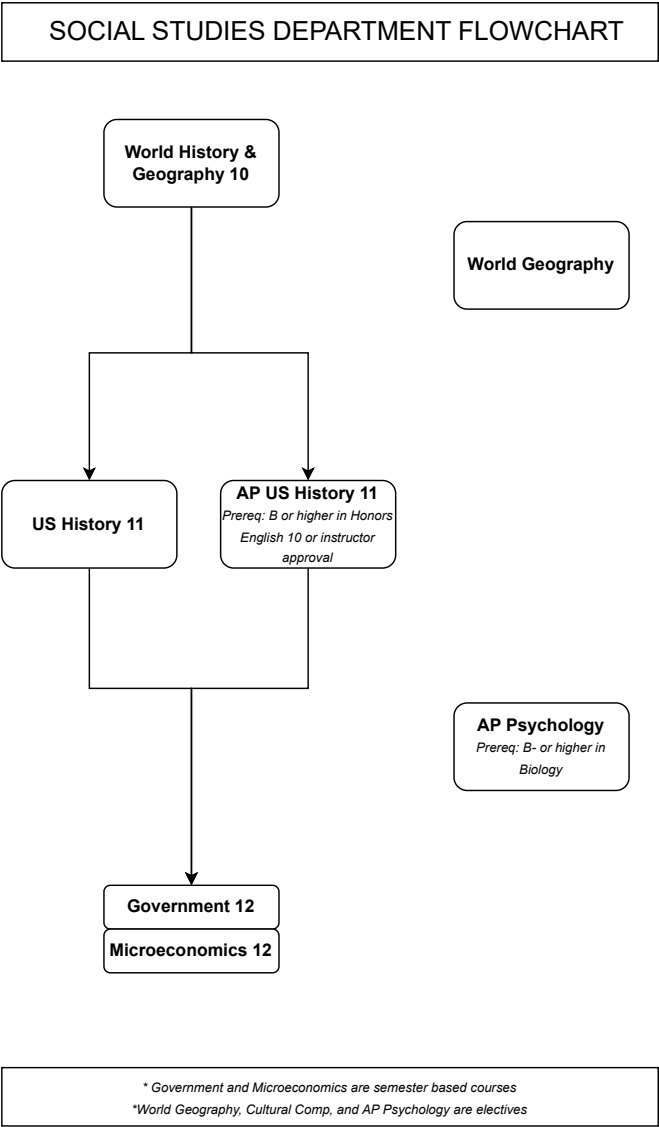 SOCIAL STUDIES DEPARTMENT FLOWCHART
World History &
Geography 10
World Geography
US History 11
AP US History 11
Prereq: B or higher in Honors
English 10 or instructor
approval
AP Psychology
Prereq: B- or higher in
Biology
Government 12
Microeconomics 12
* Government and Microeconomics are semester based courses
*World Geography, Cultural Comp, and AP Psychology are electives